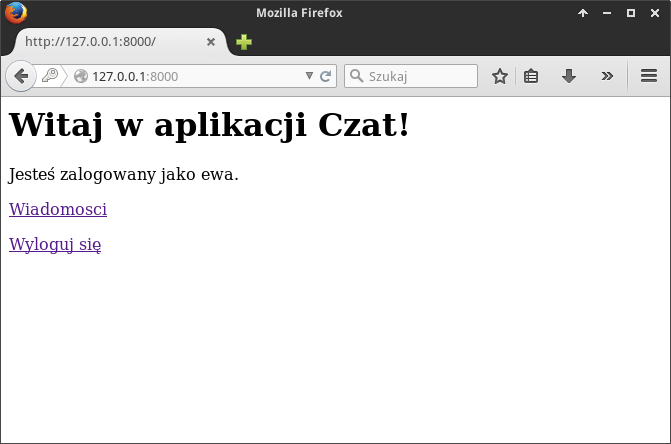 Mozilla Firefox
http://127.0.0.1:8000/
127.0.0.1:8000
Szukaj
Witaj w aplikacji Czat!
Jesteś zalogowany jako ewa.
Wiadomosci
Wyloguj się